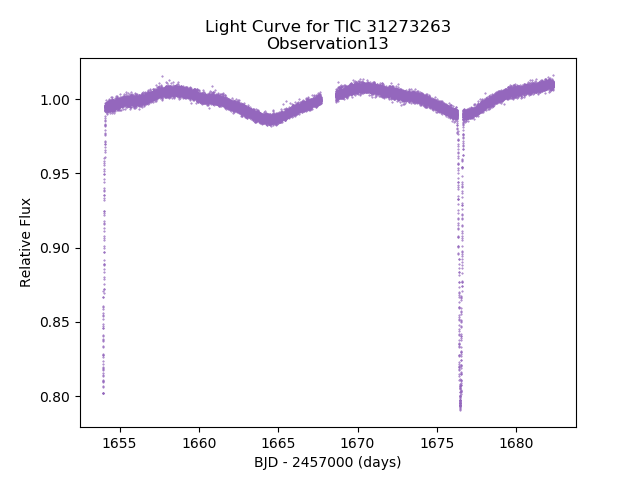 Light Curve for TIC 31273263
Observation13
Relative Flux
1.00
0.95
0.90
0.85
0.80
1655 1660 1665 1670 1675 1680
BJD - 2457000 (days)